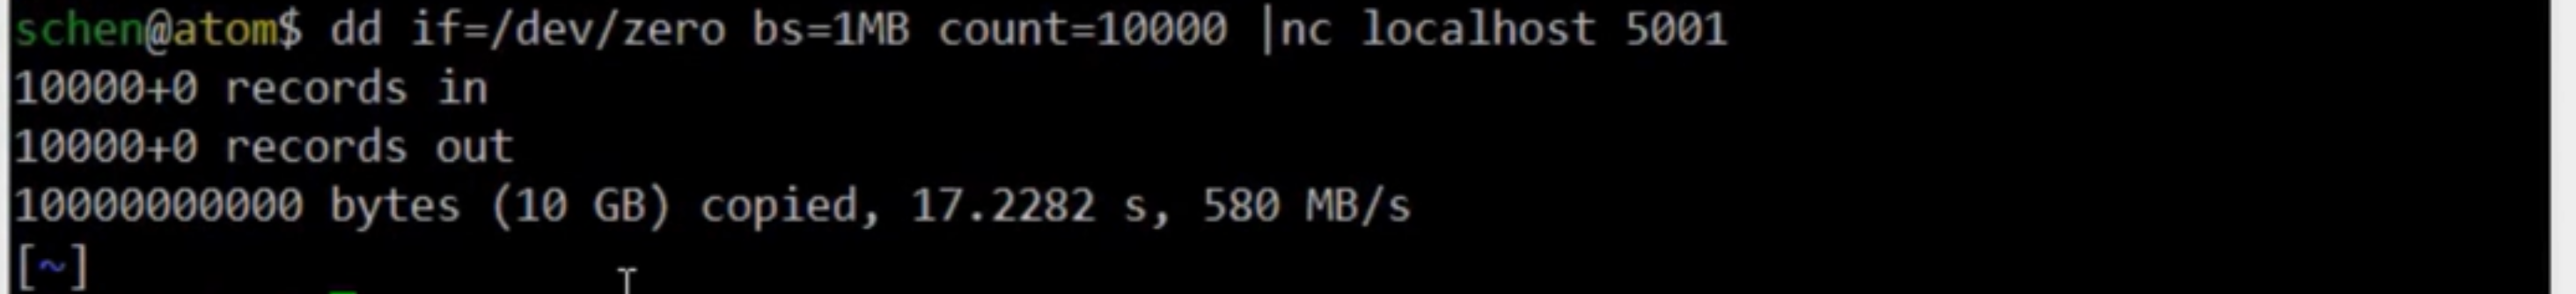 schen@atom$ dd if=/dev/zero bs=1MB count=10000 |nc localhost 5001
10000+0 records in
10000+0 records out
10000000000 bytes (10 GB) copied, 17.2282 s, 580 MB/s
[~]